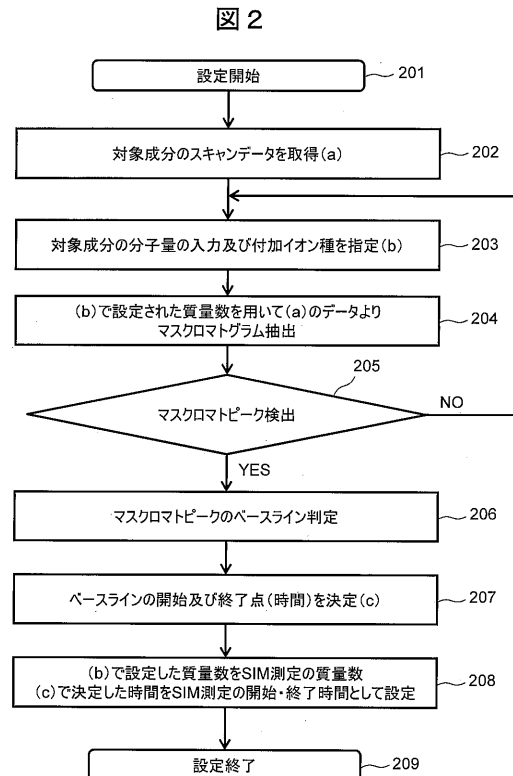 図2
設定開始
201
対象成分のスキャンデータを取得(a)
202
対象成分の分子量の入力及び付加イオン種を指定(b)
203
(b)で設定された質量数を用いて(a)のデータより
マスクロマトグラム抽出
204
205
マスクロマトピーク検出
NO
YES
マスクロマトピークのベースライン判定
206
ベースラインの開始及び終了点(時間)を決定(c)
207
(b)で設定した質量数をSIM測定の質量数
(c)で決定した時間をSIM測定の開始・終了時間として設定
208
設定終了
209